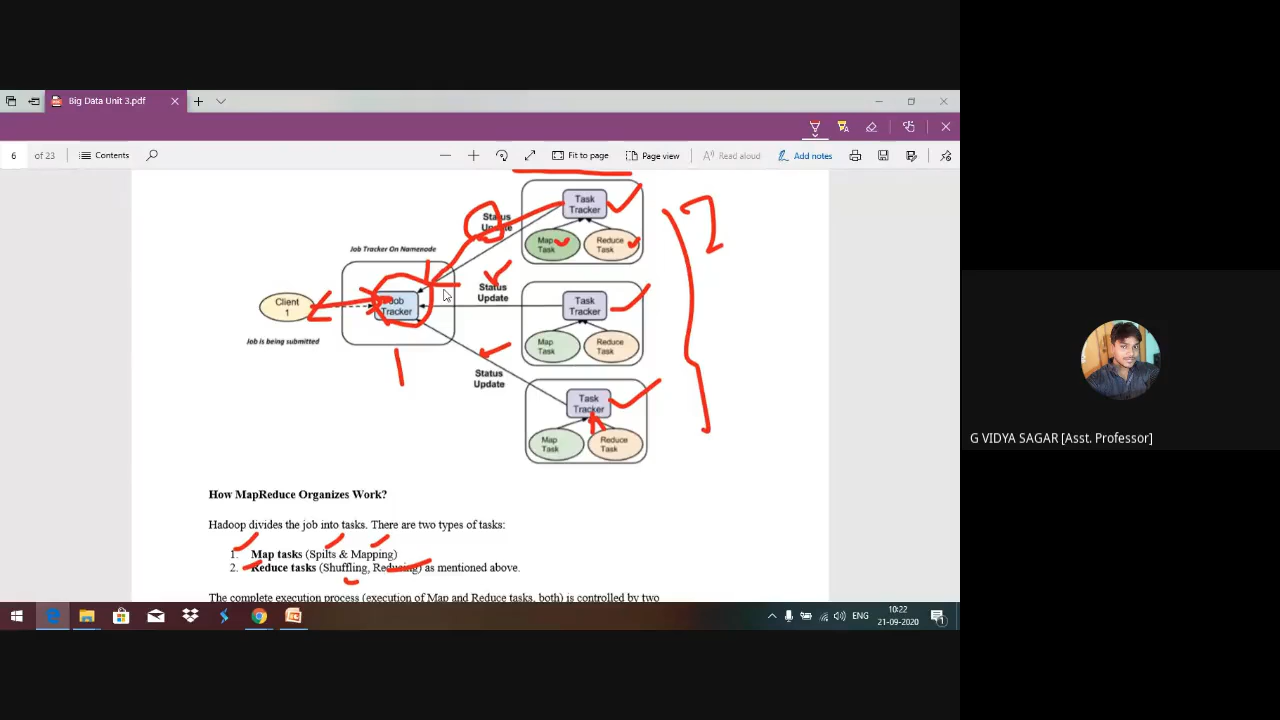 Big Data Unit 3.pdf
6 of 23 Contents Fit to page Page view Read aloud Add notes
Status Update
Task Tracker
Map Task
Reduce Task
Job Tracker On Namenode
Client 1
Job Tracker
Job is being submitted
Status Update
Task Tracker
Map Task
Reduce Task
Status Update
Task Tracker
Map Task
Reduce Task
1
2
G VIDYA SAGAR [Asst. Professor]
How MapReduce Organizes Work?
Hadoop divides the job into tasks. There are two types of tasks:
1. Map tasks (Spilts & Mapping)
2. Reduce tasks (Shuffling, Reducing) as mentioned above.
The complete execution process (execution of Map and Reduce tasks, both) is controlled by two
ENG
10:22
21-09-2020